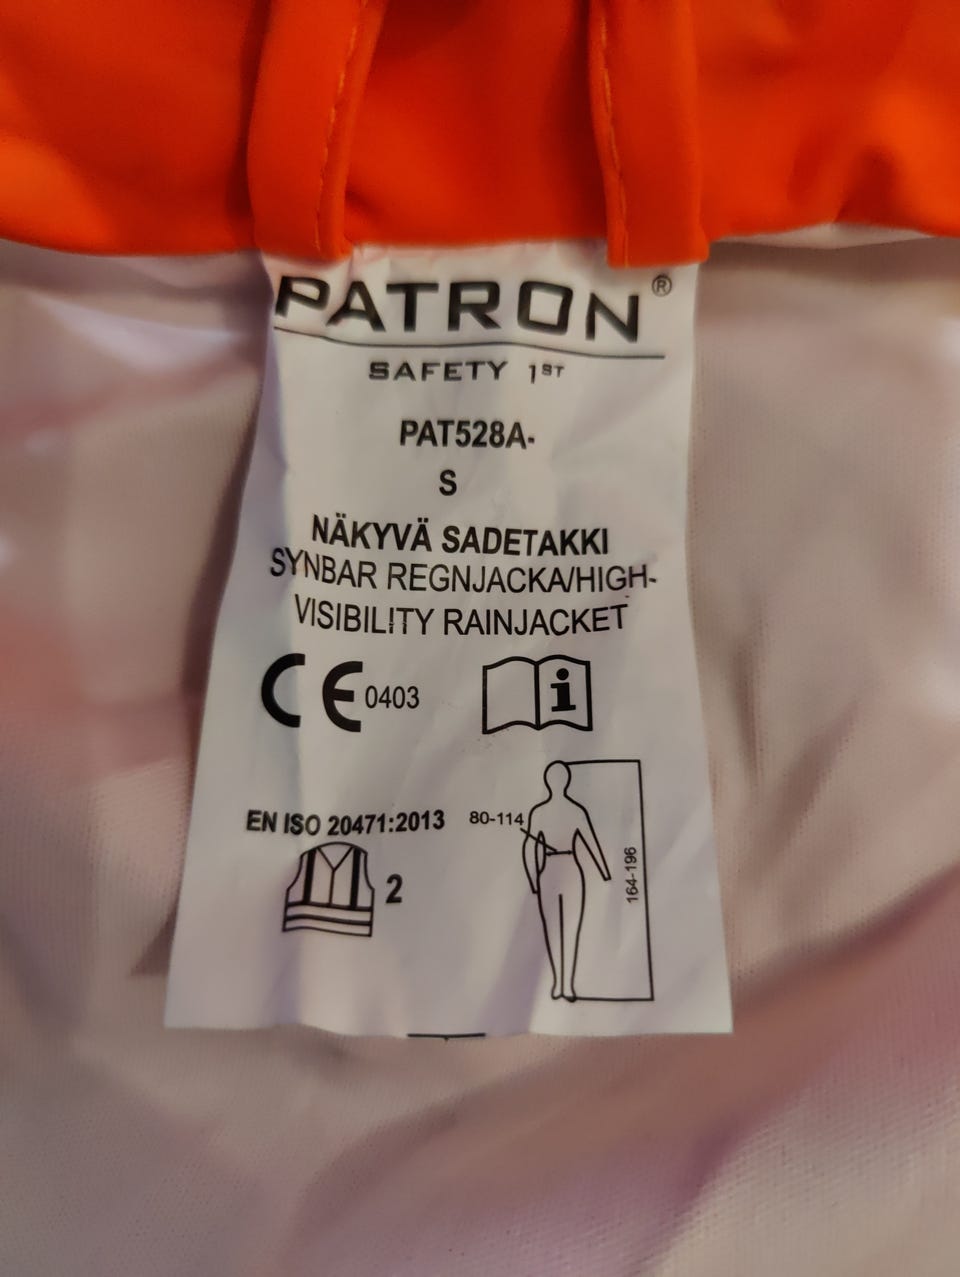 PATRON®
SAFETY 1ST
PAT528A-
S
NÄKYVÄ SADETAKKI
SYNBAR REGNJACKA/HIGH-
VISIBILITY RAINJACKET
CE 0403
i
EN ISO 20471:2013
2
80-114
164-196